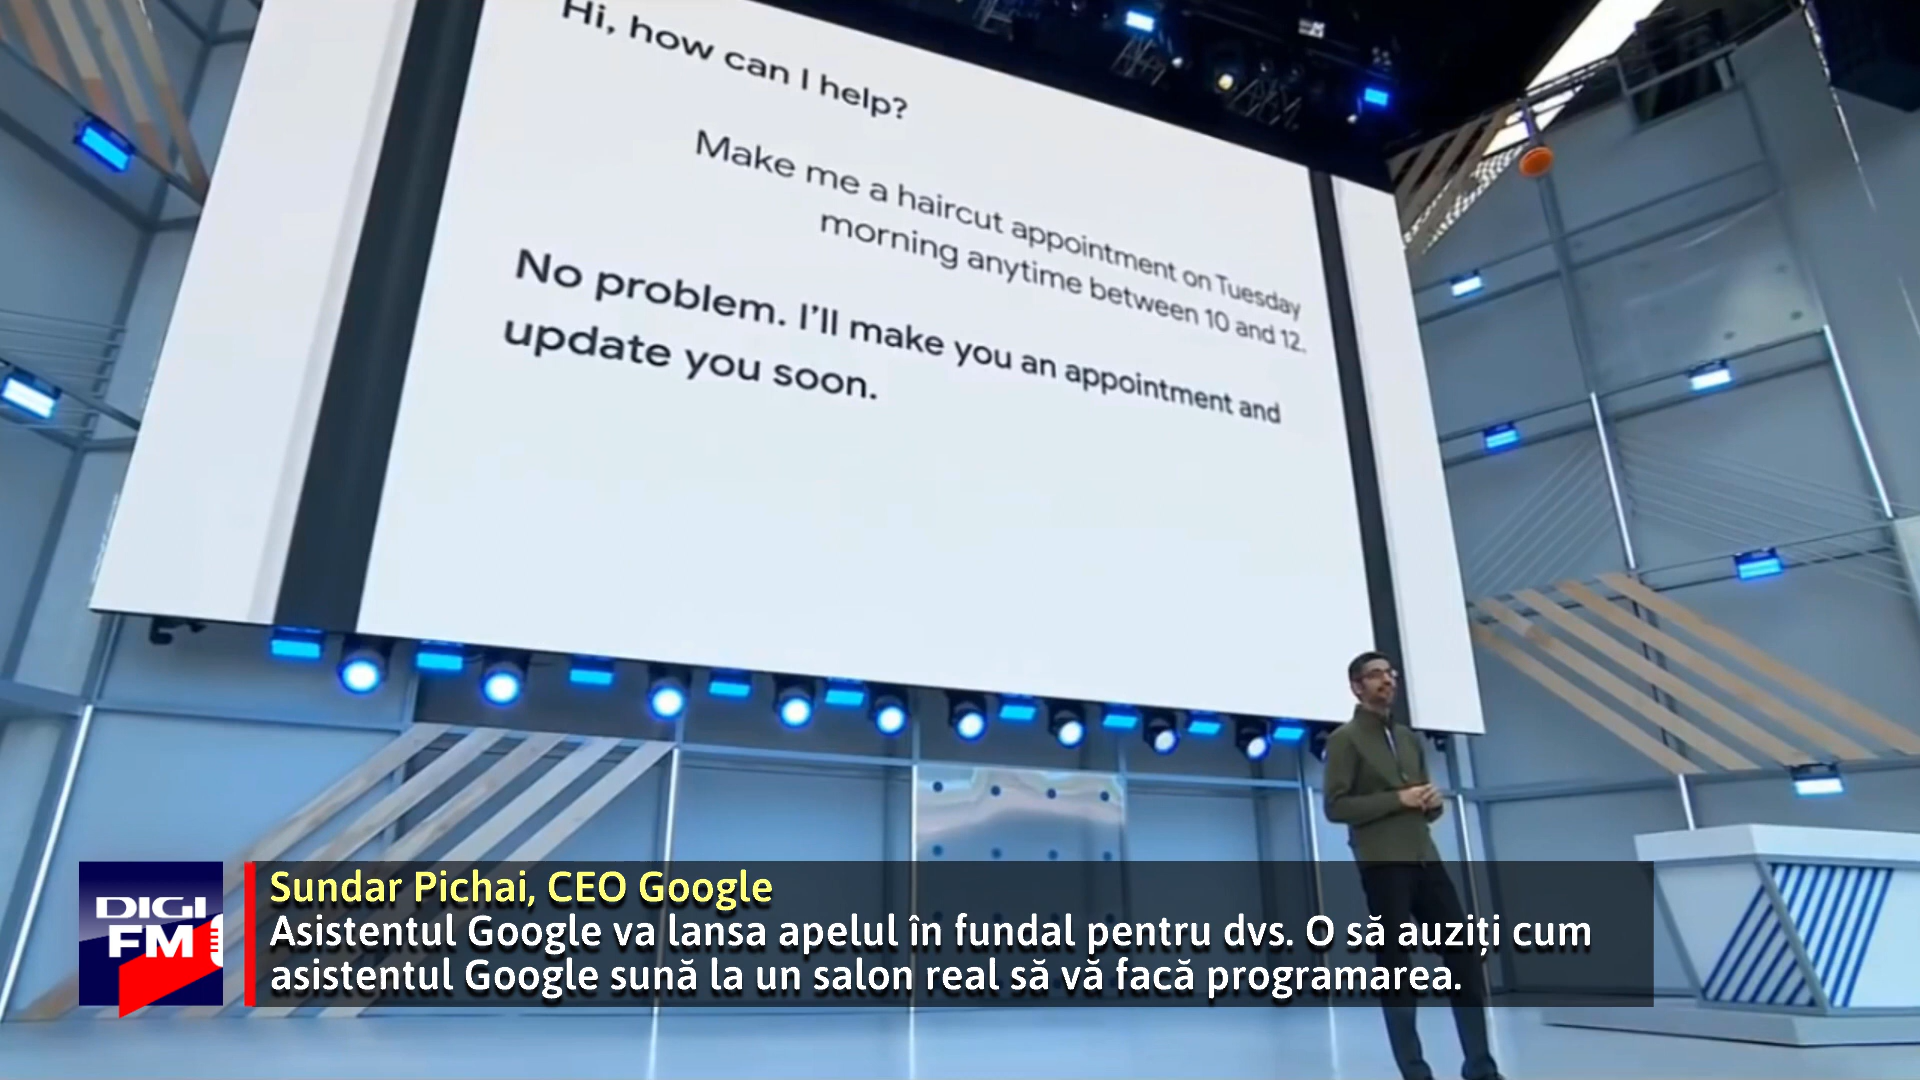 Hi, how can I help?
Make me a haircut appointment on Tuesday
morning anytime between 10 and 12.
No problem. I'll make you an appointment and
update you soon.
DIGI
FM
Sundar Pichai, CEO Google
Asistentul Google va lansa apelul în fundal pentru dvs. O să auziți cum
asistentul Google sună la un salon real să vă facă programarea.